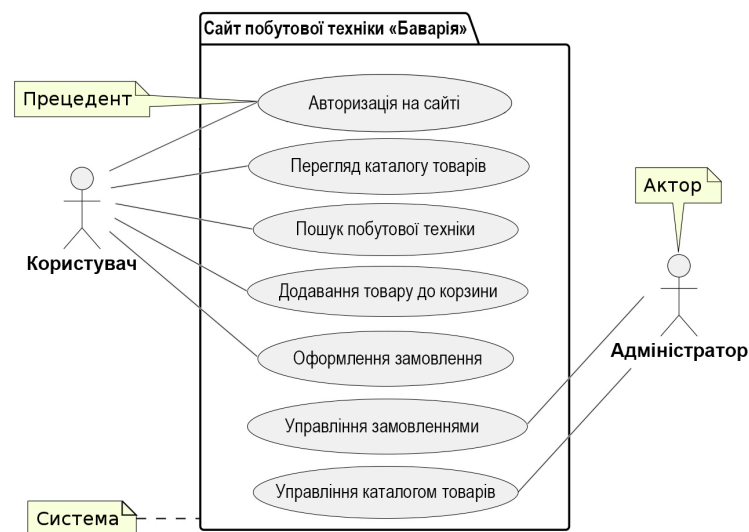 Сайт побутової техніки «Баварія»
Прецедент
Авторизація на сайті
Перегляд каталогу товарів
Актор
Пошук побутової техніки
Користувач
Додавання товару до корзини
Адміністратор
Оформлення замовлення
Управління замовленнями
Управління каталогом товарів
Система